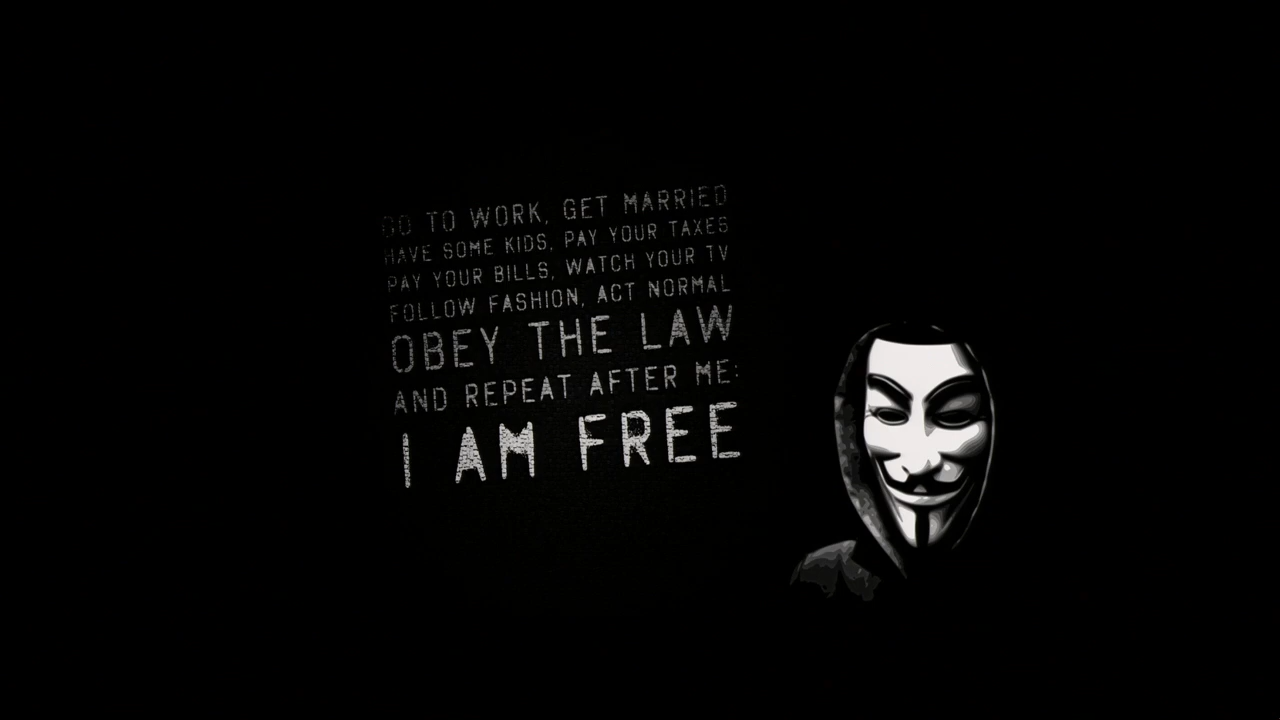 GO TO WORK, GET MARRIED
HAVE SOME KIDS, PAY YOUR TAXES
PAY YOUR BILLS, WATCH YOUR TV
FOLLOW FASHION, ACT NORMAL
OBEY THE LAW
AND REPEAT AFTER ME:
I AM FREE